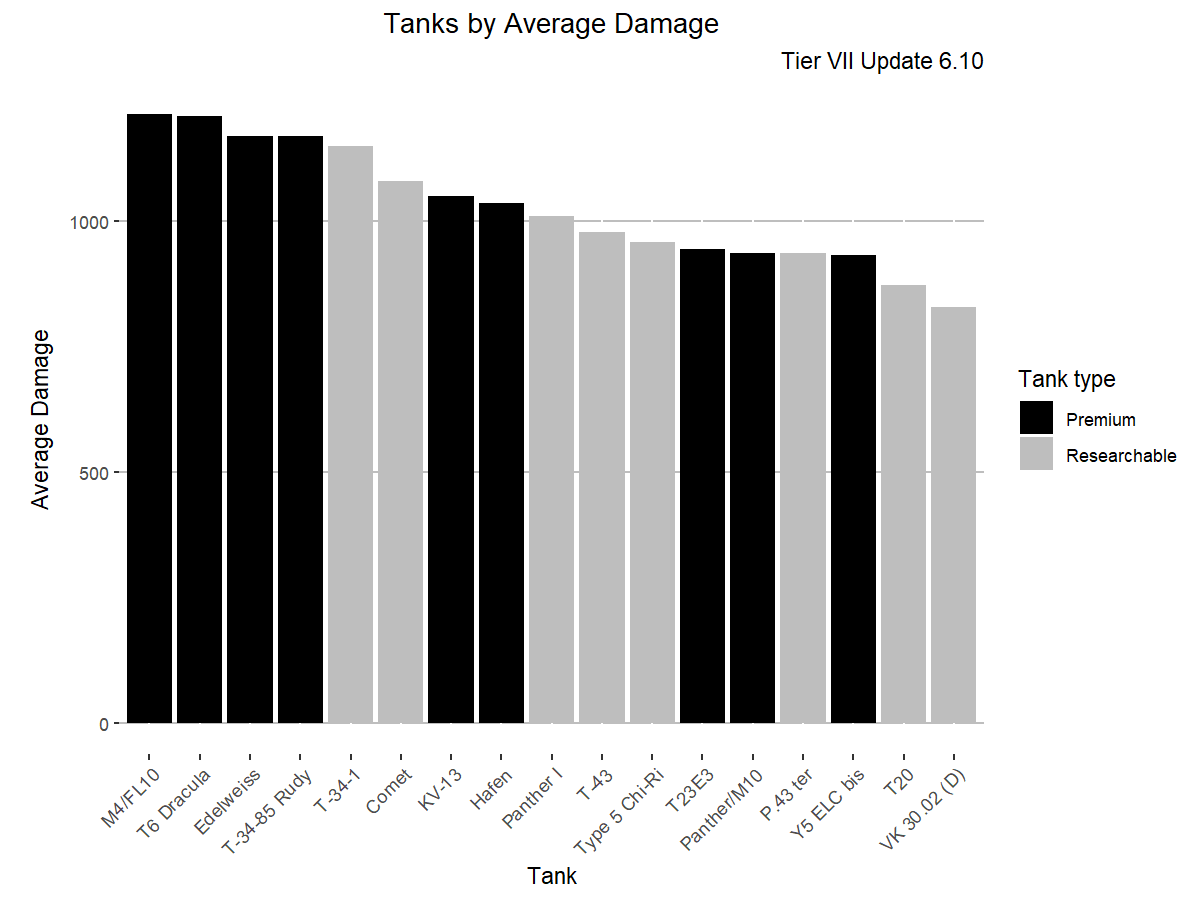 Tanks by Average Damage
Tier VII Update 6.10
Average Damage
1000
500
0
M4/FL10
T6 Dracula
Edelweiss
T-34-85 Rudy
T-34-1
Comet
KV-13
Hafen
Panther I
T-43
Type 5 Chi-Ri
T23E3
Panther/M10
P.43 ter
Y5 ELC bis
T20
VK 30.02 (D)
Tank
Tank type
Premium
Researchable